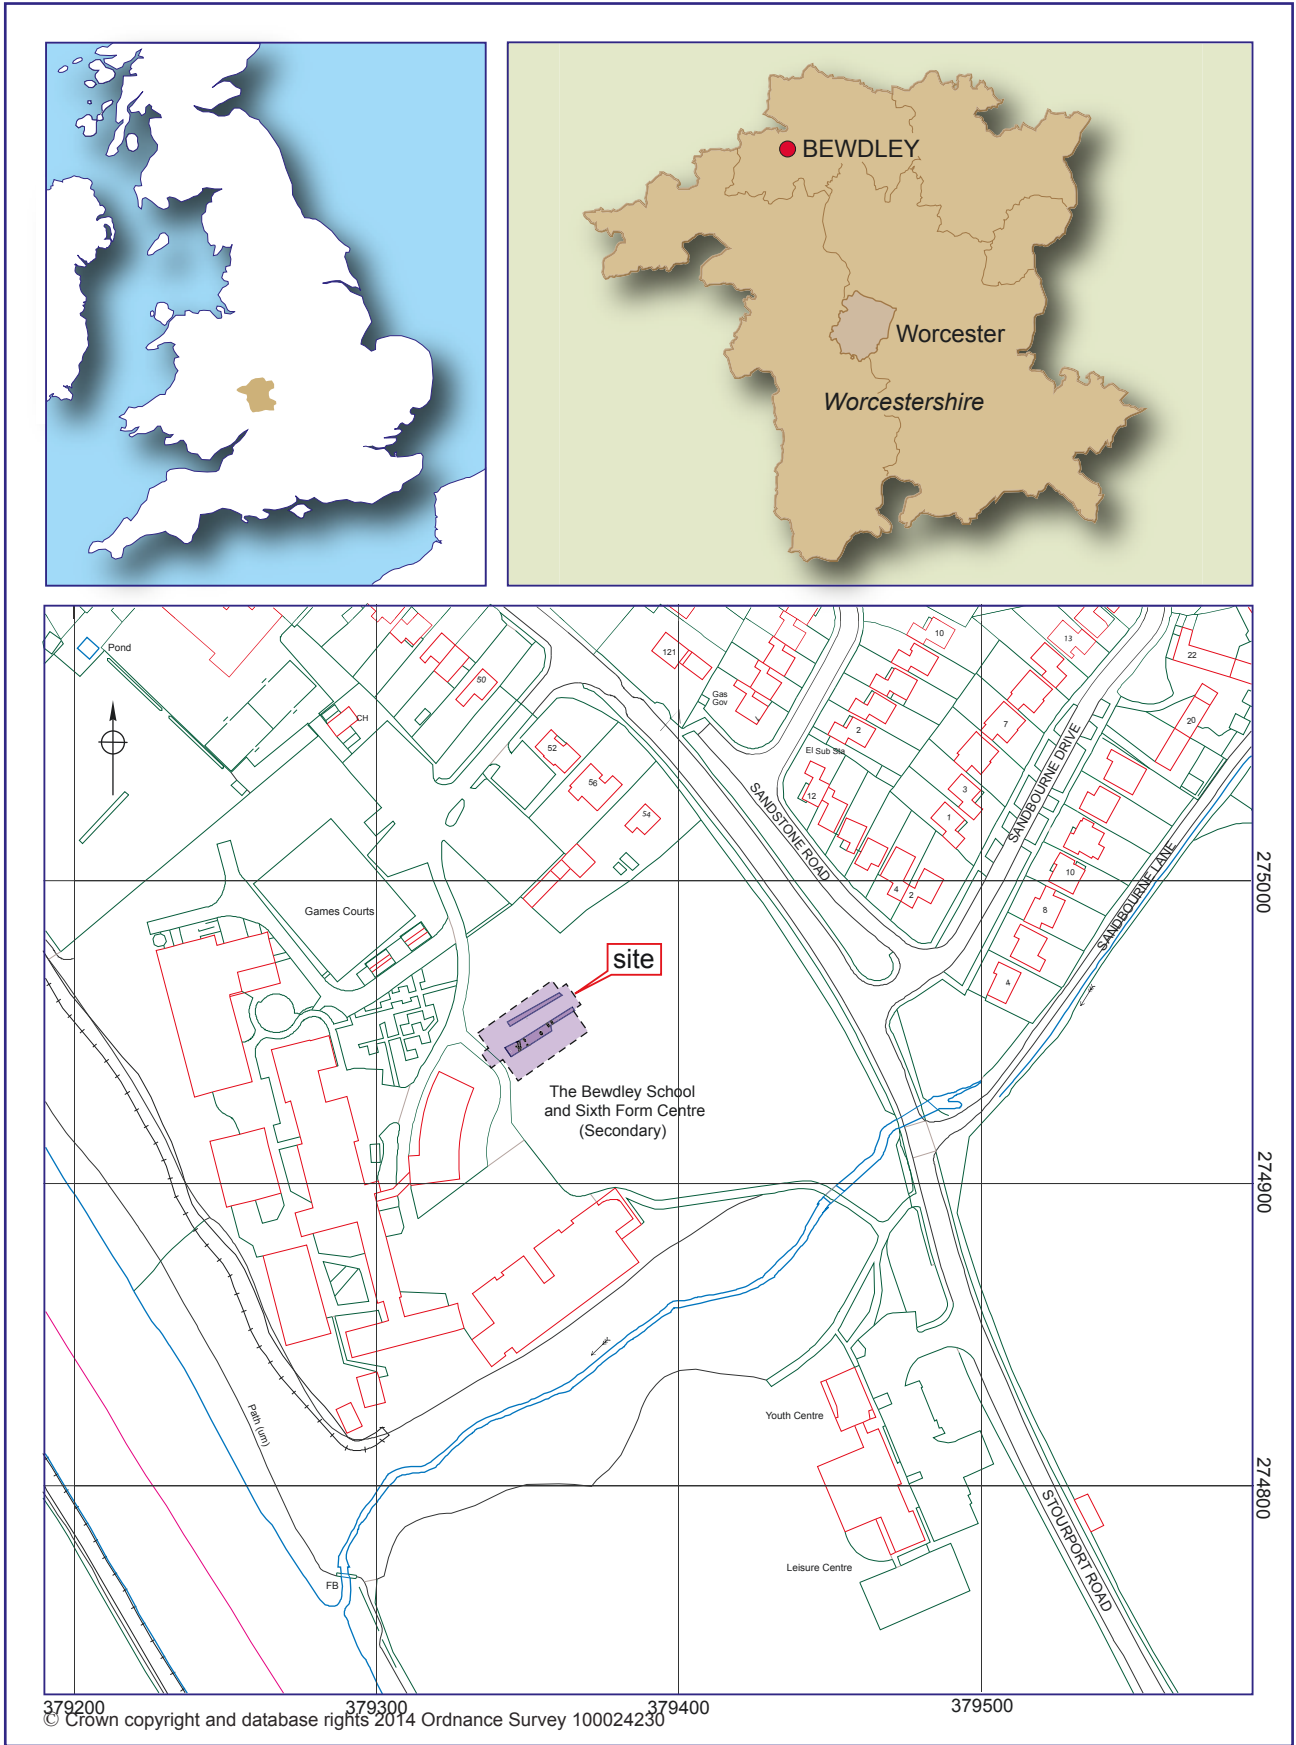 BEWDLEY
Worcester
Worcestershire
Pond
CH
50
52
56
54
121
Gas
Gov
10
2
El Sub Sta
12
4
2
13
7
3
1
22
20
10
8
4
SANDSTONE ROAD
SANDBOURNE DRIVE
SANDBOURNE LANE
Games Courts
site
The Bewdley School
and Sixth Form Centre
(Secondary)
Path (um)
FB
Youth Centre
Leisure Centre
STOURPORT ROAD
275000
274900
274800
379200
379300
379400
379500
© Crown copyright and database rights 2014 Ordnance Survey 100024230